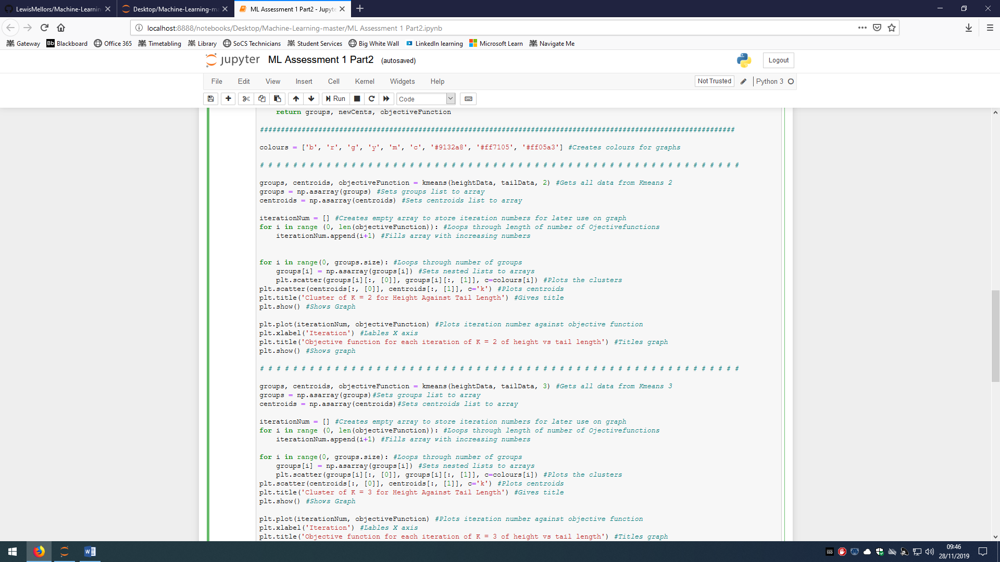 LewisMellors/Machine-Learnin
Desktop/Machine-Learning-ma
ML Assessment 1 Part2 - Jupyte
localhost:8888/notebooks/Desktop/Machine-Learning-master/ML Assessment 1 Part2.ipynb
Gateway Bb Blackboard Office 365 Timetabling Library SoCS Technicians Student Services Big White Wall LinkedIn learning Microsoft Learn Navigate Me
jupyter ML Assessment 1 Part2 (autosaved) Logout
File Edit View Insert Cell Kernel Widgets Help Not Trusted Python 3
Run Code
return groups, newCents, objectiveFunction
##################################################################################################################
colours = ['b', 'r', 'g', 'y', 'm', 'c', '#9132a8', '#ff7105', '#ff05a3'] #Creates colours for graphs
# # # # # # # # # # # # # # # # # # # # # # # # # # # # # # # # # # # # # # # # # # # # # # # # # # # # # # # # # #
groups, centroids, objectiveFunction = kmeans(heightData, tailData, 2) #Gets all data from Kmeans 2
groups = np.asarray(groups) #Sets groups list to array
centroids = np.asarray(centroids) #Sets centroids list to array
iterationNum = [] #Creates empty array to store iteration numbers for later use on graph
for i in range (0, len(objectiveFunction)): #Loops through length of number of Ojectivefunctions
iterationNum.append(i+1) #Fills array with increasing numbers
for i in range(0, groups.size): #Loops through number of groups
groups[i] = np.asarray(groups[i]) #Sets nested lists to arrays
plt.scatter(groups[i][:, [0]], groups[i][:, [1]], c=colours[i]) #Plots the clusters
plt.scatter(centroids[:, [0]], centroids[:, [1]], c='k') #Plots centroids
plt.title('Cluster of K = 2 for Height Against Tail Length') #Gives title
plt.show() #Shows Graph
plt.plot(iterationNum, objectiveFunction) #Plots iteration number against objective function
plt.xlabel('Iteration') #Lables X axis
plt.title('Objective function for each iteration of K = 2 of height vs tail length') #Titles graph
plt.show() #Shows graph
# # # # # # # # # # # # # # # # # # # # # # # # # # # # # # # # # # # # # # # # # # # # # # # # # # # # # # # # # #
groups, centroids, objectiveFunction = kmeans(heightData, tailData, 3) #Gets all data from Kmeans 3
groups = np.asarray(groups)#Sets groups list to array
centroids = np.asarray(centroids)#Sets centroids list to array
iterationNum = [] #Creates empty array to store iteration numbers for later use on graph
for i in range (0, len(objectiveFunction)): #Loops through length of number of Ojectivefunctions
iterationNum.append(i+1) #Fills array with increasing numbers
for i in range(0, groups.size): #Loops through number of groups
groups[i] = np.asarray(groups[i]) #Sets nested lists to arrays
plt.scatter(groups[i][:, [0]], groups[i][:, [1]], c=colours[i]) #Plots the clusters
plt.scatter(centroids[:, [0]], centroids[:, [1]], c='k') #Plots centroids
plt.title('Cluster of K = 3 for Height Against Tail Length') #Gives title
plt.show() #Shows Graph
plt.plot(iterationNum, objectiveFunction) #Plots iteration number against objective function
plt.xlabel('Iteration') #Lables X axis
plt.title('Objective function for each iteration of K = 3 of height vs tail length') #Titles graph
SSD
09:46
28/11/2019